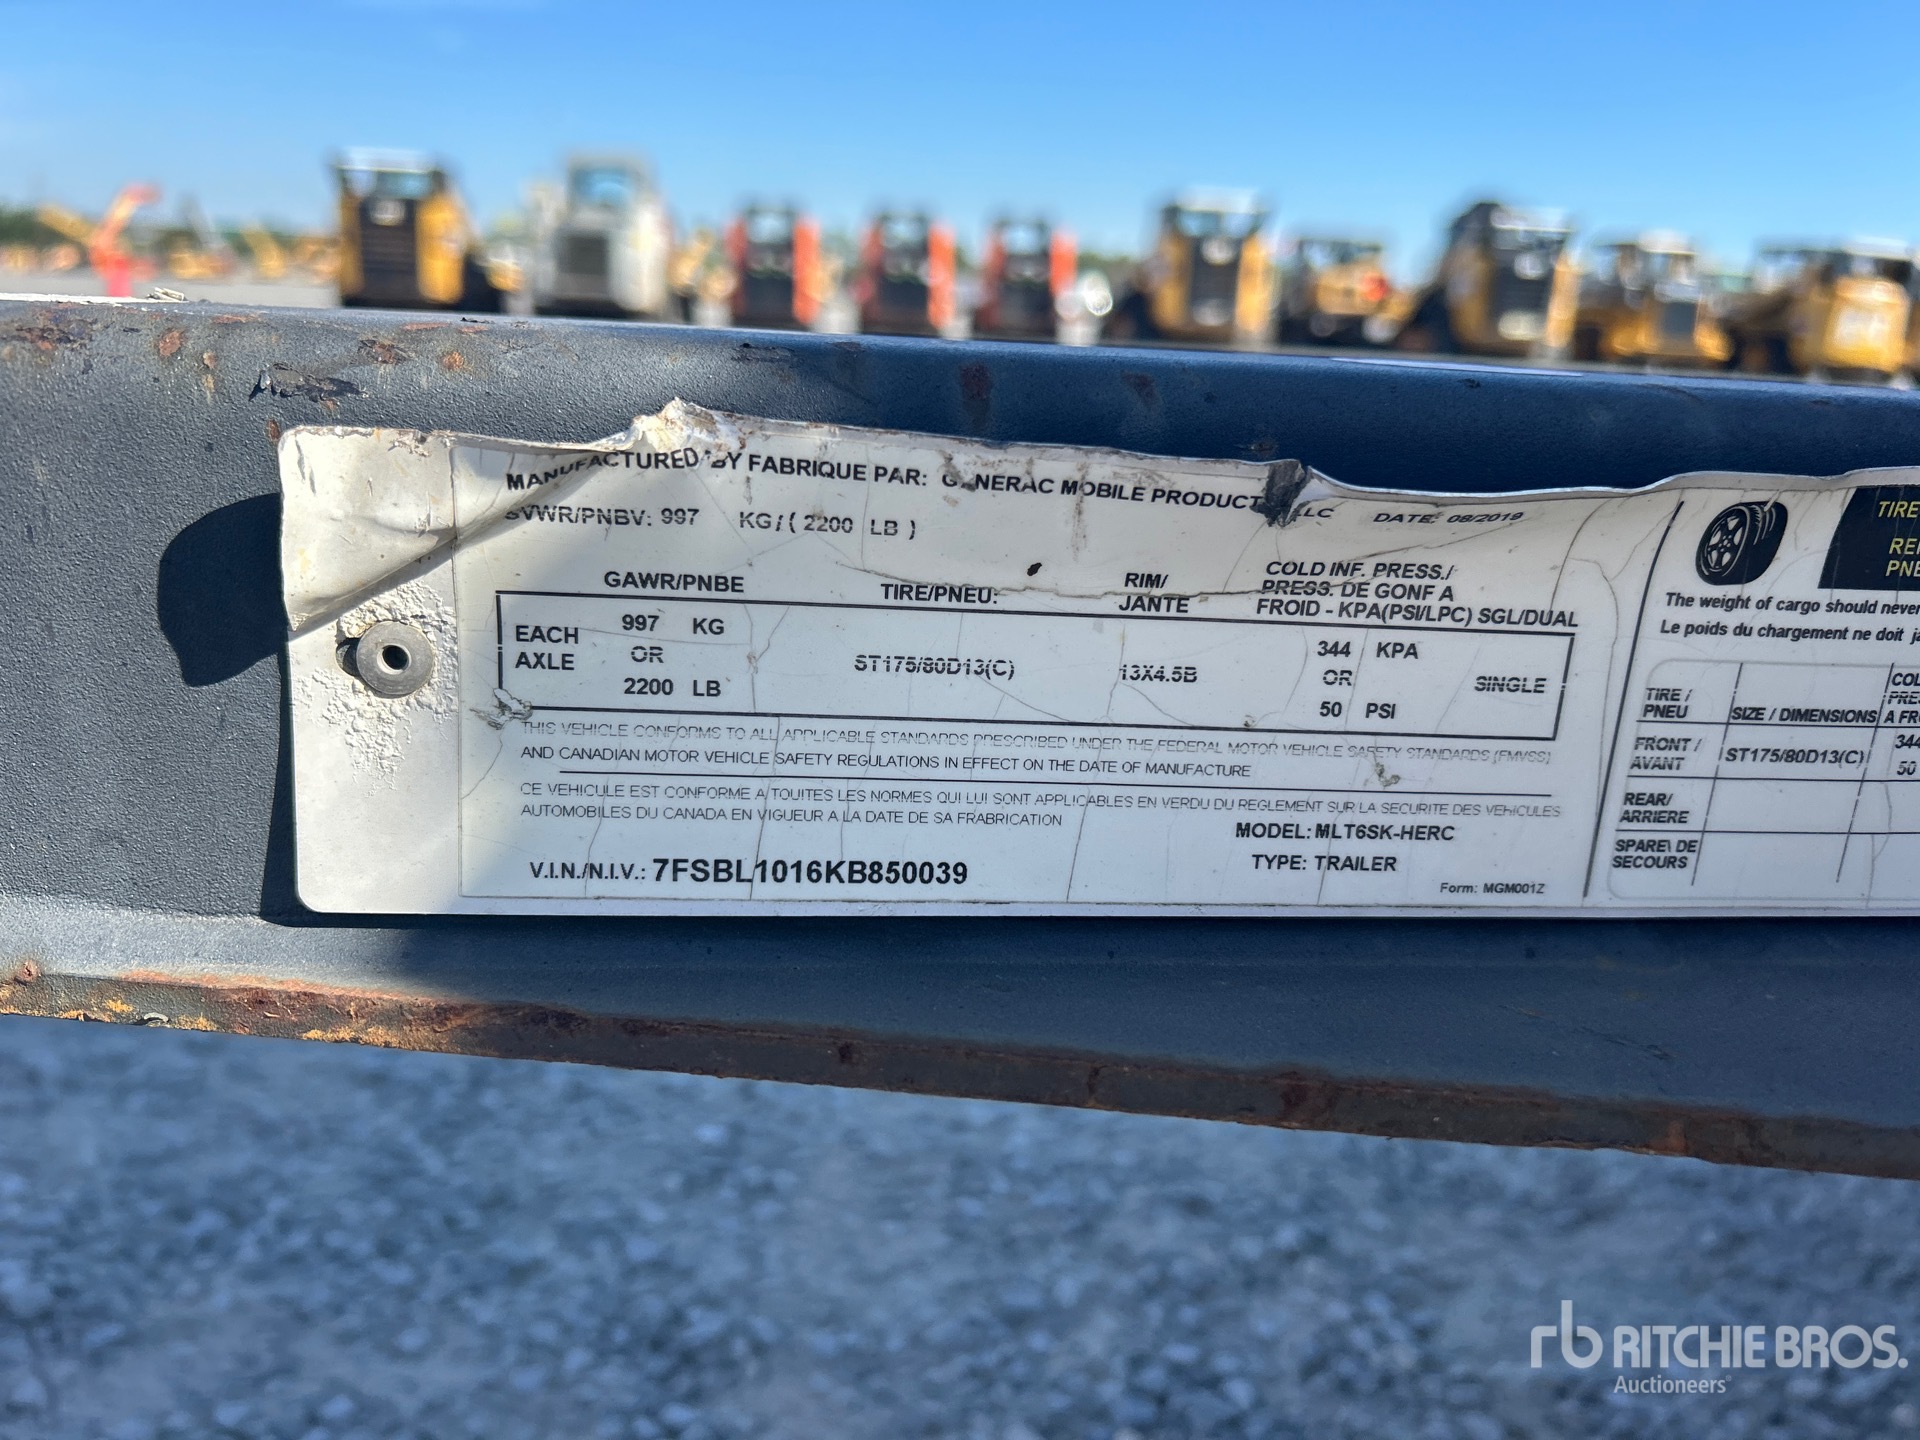 MANUFACTURED BY FABRIQUE PAR: GENERAC MOBILE PRODUCT LLC DATE: 08/2019
GVWR/PNBV: 997 KG/( 2200 LB )
GAWR/PNBE TIRE/PNEU: RIM/ JANTE COLD INF. PRESS./ PRESS. DE GONF A FROID - KPA(PSI/LPC) SGL/DUAL
EACH AXLE 997 KG OR 2200 LB ST175/80D13(C) 13X4.5B 344 KPA OR 50 PSI SINGLE
THIS VEHICLE CONFORMS TO ALL APPLICABLE STANDARDS PRESCRIBED UNDER THE FEDERAL MOTOR VEHICLE SAFETY STANDARDS (FMVSS)
AND CANADIAN MOTOR VEHICLE SAFETY REGULATIONS IN EFFECT ON THE DATE OF MANUFACTURE
CE VEHICULE EST CONFORME A TOUITES LES NORMES QUI LUI SONT APPLICABLES EN VERDU DU REGLEMENT SUR LA SECURITE DES VEHICULES
AUTOMOBILES DU CANADA EN VIGUEUR A LA DATE DE SA FRABRICATION
MODEL: MLT6SK-HERC
V.I.N./N.I.V.: 7FSBL1016KB850039
TYPE: TRAILER
Form: MGM001Z
TIRE
The weight of cargo should never
Le poids du chargement ne doit
TIRE / PNEU SIZE / DIMENSIONS
FRONT / AVANT ST175/80D13(C) 344 50
REAR/ ARRIERE
SPARE\ DE SECOURS
rb RITCHIE BROS.
Auctioneers